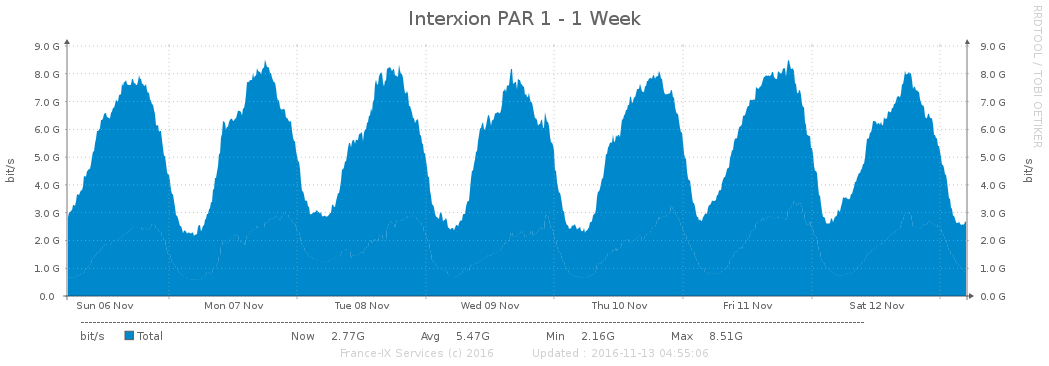 Interxion PAR 1 - 1 Week
RRDTOOL / TOBI OETIKER
9.0 G 9.0 G
8.0 G 8.0 G
7.0 G 7.0 G
6.0 G 6.0 G
5.0 G 5.0 G
4.0 G 4.0 G
3.0 G 3.0 G
2.0 G 2.0 G
1.0 G 1.0 G
0.0 0.0 G
bit/s bit/s
Sun 06 Nov Mon 07 Nov Tue 08 Nov Wed 09 Nov Thu 10 Nov Fri 11 Nov Sat 12 Nov
bit/s Total Now 2.77G Avg 5.47G Min 2.16G Max 8.51G
France-IX Services (c) 2016 Updated : 2016-11-13 04:55:06